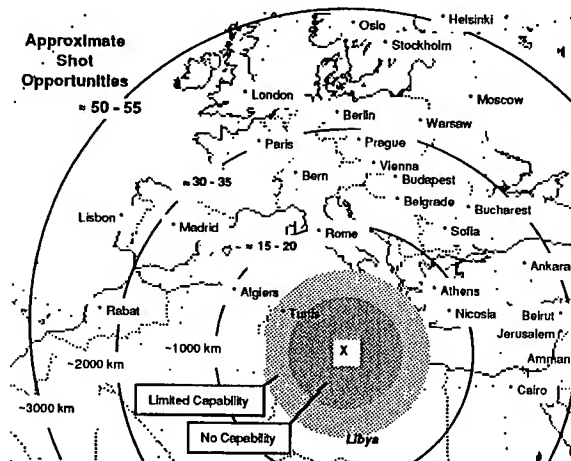 Approximate
Shot
Opportunities
≈ 50 - 55
Oslo
Helsinki
Stockholm
London
Moscow
Berlin
Warsaw
Paris
Prague
≈ 30 - 35
Vienna
Bern
Budapest
Belgrade
Bucharest
Lisbon
Madrid
Rome
Sofia
≈ 15 - 20
Ankara
Algiers
Athens
Rabat
Tunis
Nicosia
Beirut
Jerusalem
X
~1000 km
Amman
~2000 km
Cairo
Limited Capability
~3000 km
No Capability
Libya